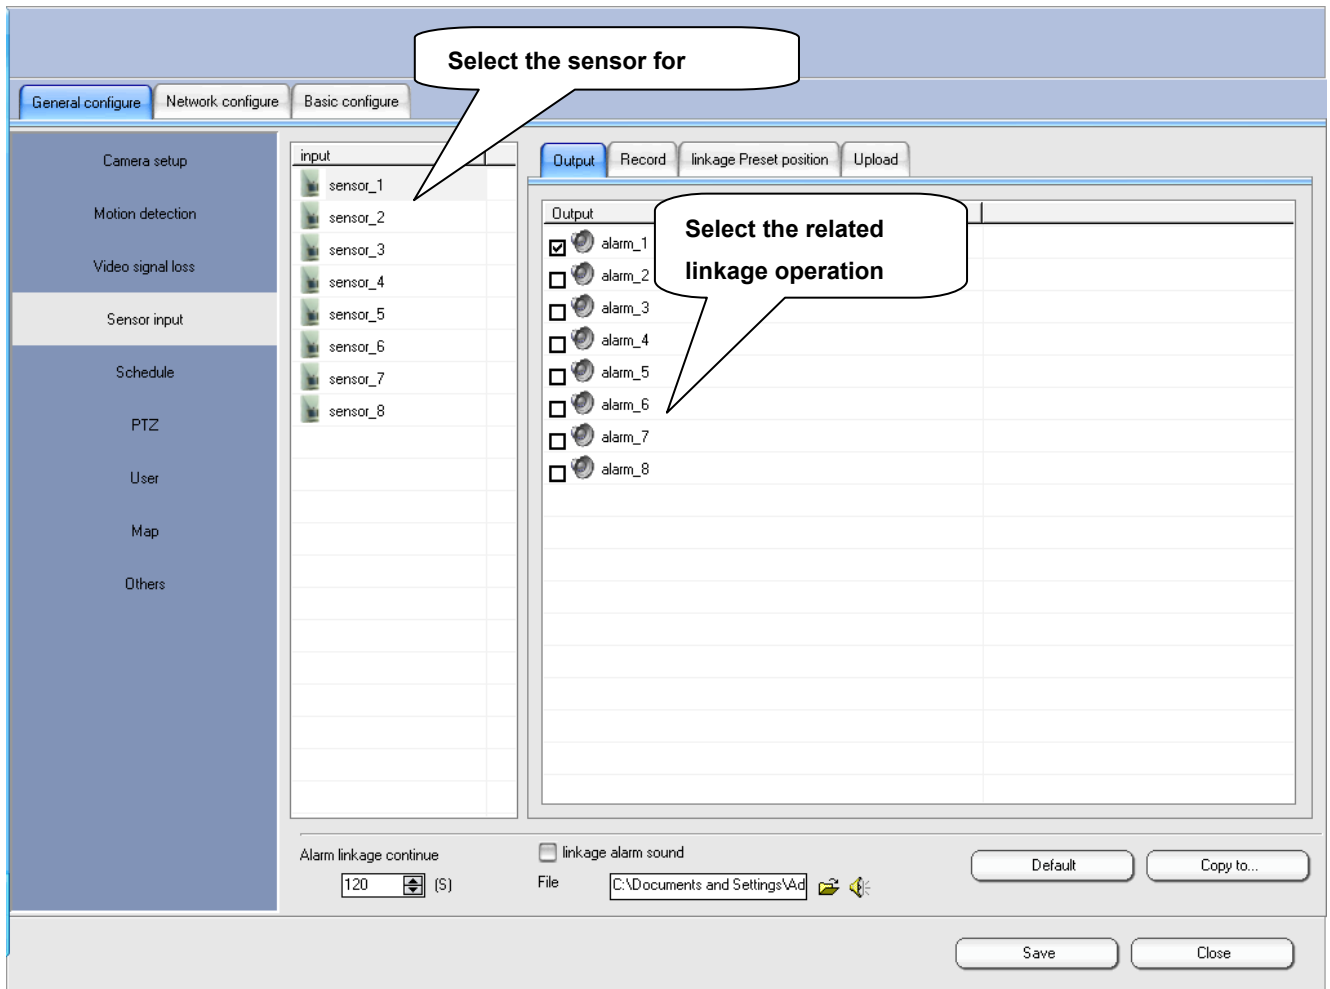 Select the sensor for
General configure
Network configure
Basic configure
Camera setup
Motion detection
Video signal loss
Sensor input
Schedule
PTZ
User
Map
Others
input
sensor_1
sensor_2
sensor_3
sensor_4
sensor_5
sensor_6
sensor_7
sensor_8
Output
Record
linkage Preset position
Upload
Output
Select the related
linkage operation
alarm_1
alarm_2
alarm_3
alarm_4
alarm_5
alarm_6
alarm_7
alarm_8
Alarm linkage continue
120
(S)
linkage alarm sound
File
C:\Documents and Settings\Ad
Default
Copy to...
Save
Close